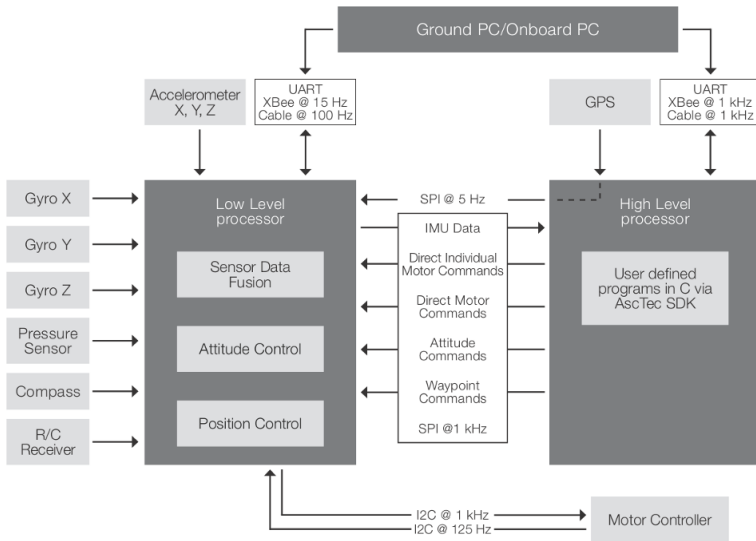 Ground PC/Onboard PC
Accelerometer
X, Y, Z
UART
XBee @ 15 Hz
Cable @ 100 Hz
GPS
UART
XBee @ 1 kHz
Cable @ 1 kHz
Gyro X
Gyro Y
Gyro Z
Pressure
Sensor
Compass
R/C
Receiver
Low Level
processor
Sensor Data
Fusion
Attitude Control
Position Control
SPI @ 5 Hz
IMU Data
Direct Individual
Motor Commands
Direct Motor
Commands
Attitude
Commands
Waypoint
Commands
SPI @1 kHz
High Level
processor
User defined
programs in C via
AscTec SDK
I2C @ 1 kHz
I2C @ 125 Hz
Motor Controller